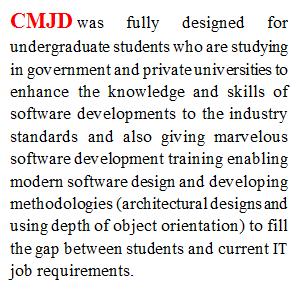 CMJD was fully designed for
undergraduate students who are studying
in government and private universities to
enhance the knowledge and skills of
software developments to the industry
standards and also giving marvelous
software development training enabling
modern software design and developing
methodologies (architectural designs and
using depth of object orientation) to fill
the gap between students and current IT
job requirements.